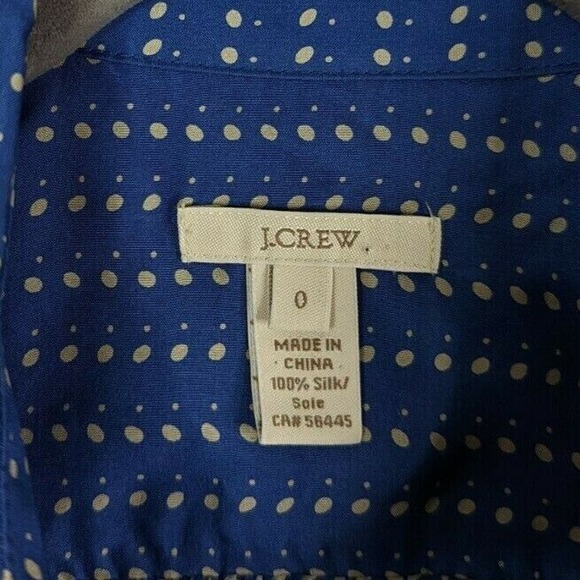 J.CREW
0
MADE IN
CHINA
100% Silk/
Soie
CA# 56445